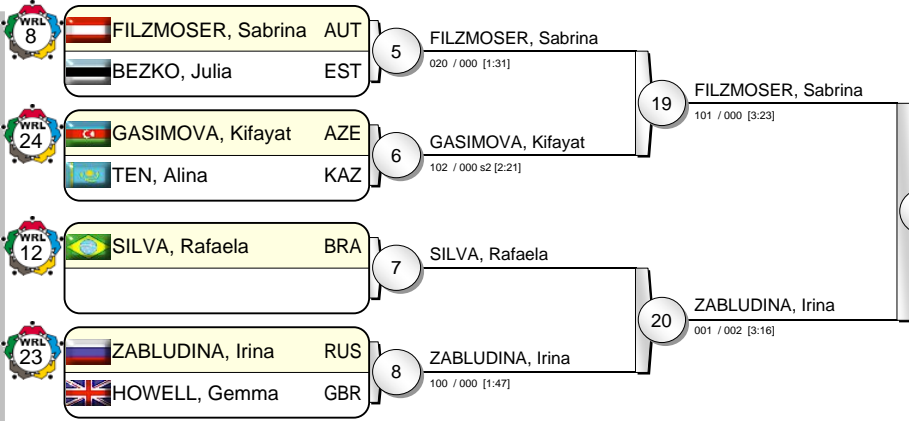 WRL
8
FILZMOSER, Sabrina AUT
BEZKO, Julia EST
5
FILZMOSER, Sabrina
020 / 000 [1:31]
WRL
24
GASIMOVA, Kifayat AZE
TEN, Alina KAZ
6
GASIMOVA, Kifayat
102 / 000 s2 [2:21]
19
FILZMOSER, Sabrina
101 / 000 [3:23]
WRL
12
SILVA, Rafaela BRA
7
SILVA, Rafaela
WRL
23
ZABLUDINA, Irina RUS
HOWELL, Gemma GBR
8
ZABLUDINA, Irina
100 / 000 [1:47]
20
ZABLUDINA, Irina
001 / 002 [3:16]